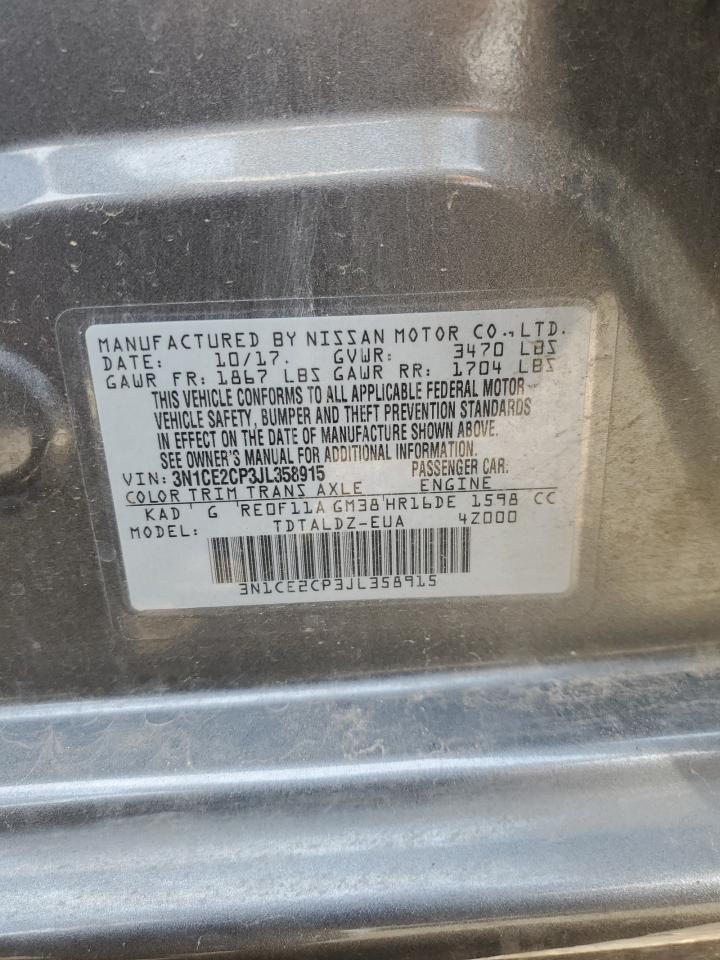 MANUFACTURED BY NISSAN MOTOR CO., LTD.
DATE: 10/17. GVWR: 3470 LBS
GAWR FR: 1867 LBS GAWR RR: 1704 LBS
THIS VEHICLE CONFORMS TO ALL APPLICABLE FEDERAL MOTOR
VEHICLE SAFETY, BUMPER AND THEFT PREVENTION STANDARDS
IN EFFECT ON THE DATE OF MANUFACTURE SHOWN ABOVE.
SEE OWNER'S MANUAL FOR ADDITIONAL INFORMATION.
VIN: 3N1CE2CP3JL358915 PASSENGER CAR:
COLOR TRIM TRANS AXLE ENGINE
KAD G RE0F11A GM38 HR16DE 1598 CC
MODEL: TDTALDZ-EUA 4Z000
3N1CE2CP3JL358915